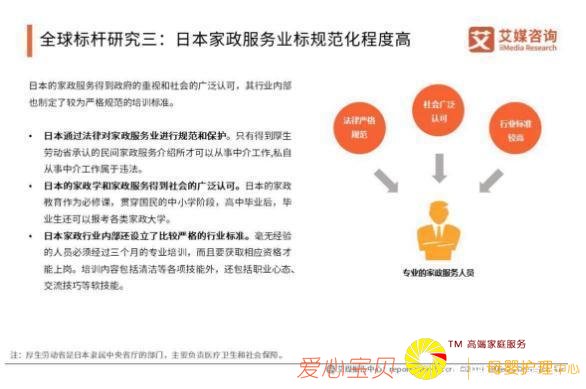 全球标杆研究三：日本家政服务业标规范化程度高
艾媒咨询
iiMedia Research
日本的家政服务得到政府的重视和社会的广泛认可，其行业内部
也制定了较为严格规范的培训标准。
• 日本通过法律对家政服务业进行规范和保护。只有得到厚生
劳动省承认的民间家政服务介绍所才可以从事中介工作,私自
从事中介工作属于违法。
• 日本的家政学和家政服务得到社会的广泛认可。日本的家政
教育作为必修课，贯穿国民的中小学阶段，高中毕业后，毕
业生还可以报考各类家政大学。
• 日本家政行业内部还设立了比较严格的行业标准。毫无经验
的人员必须经过三个月的专业培训，而且要获取相应资格才
能上岗。培训内容包括清洁等各项技能外，还包括职业心态、
交流技巧等软技能。
法律严格
规范
社会广泛
认可
行业标准
较高
专业的家政服务人员
注：厚生劳动省是日本隶属中央省厅的部门，主要负责医疗卫生和社会保障。
TM 高端家庭服务
爱心宝贝
母婴护理中心